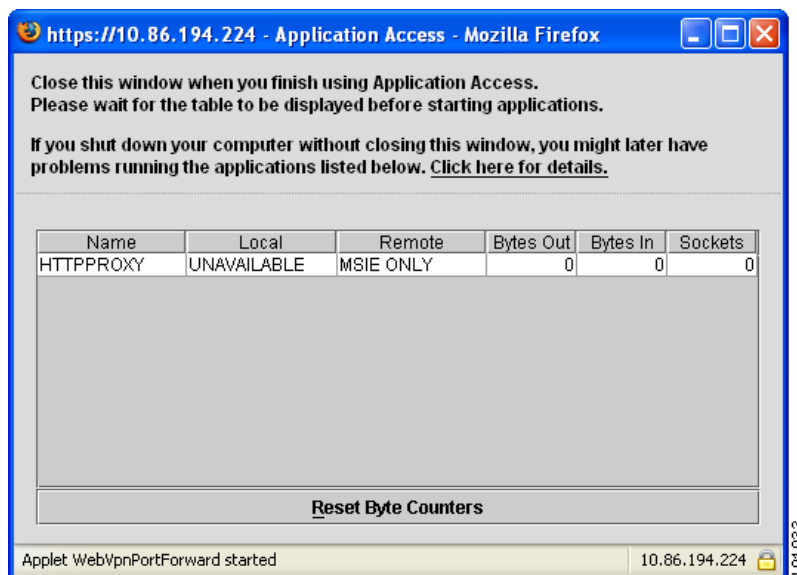 https://10.86.194.224 - Application Access - Mozilla Firefox
Close this window when you finish using Application Access.
Please wait for the table to be displayed before starting applications.
If you shut down your computer without closing this window, you might later have
problems running the applications listed below. Click here for details.
Name Local Remote Bytes Out Bytes In Sockets
HTTPPROXY UNAVAILABLE MSIE ONLY 0 0 0
Reset Byte Counters
Applet WebVpnPortForward started 10.86.194.224